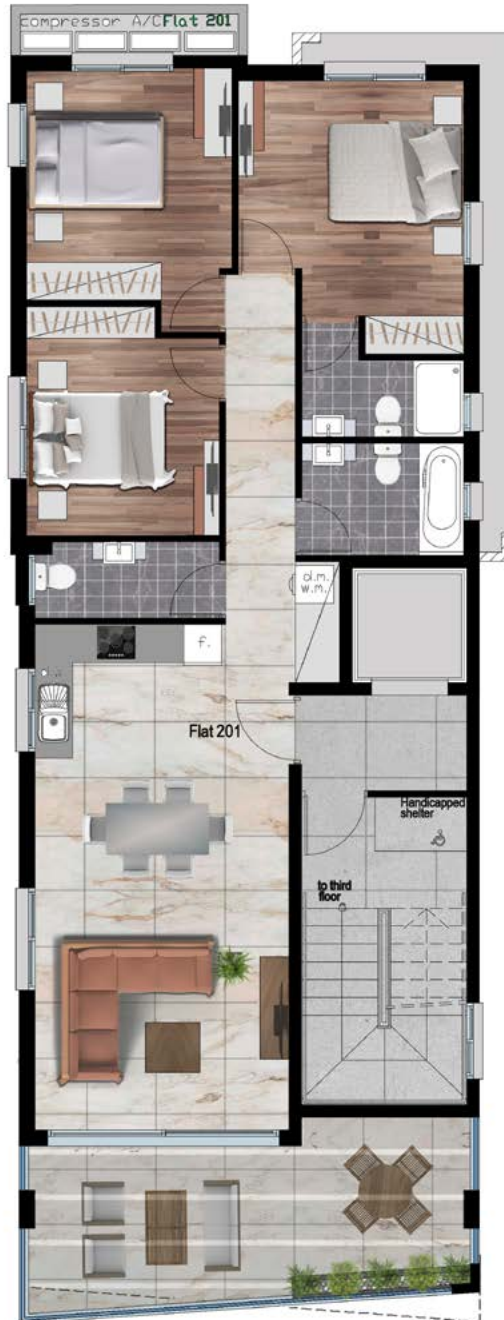 compressor A/C Flat 201
d.m.
w.m.
f.
Flat 201
Handicapped
shelter
to third
floor